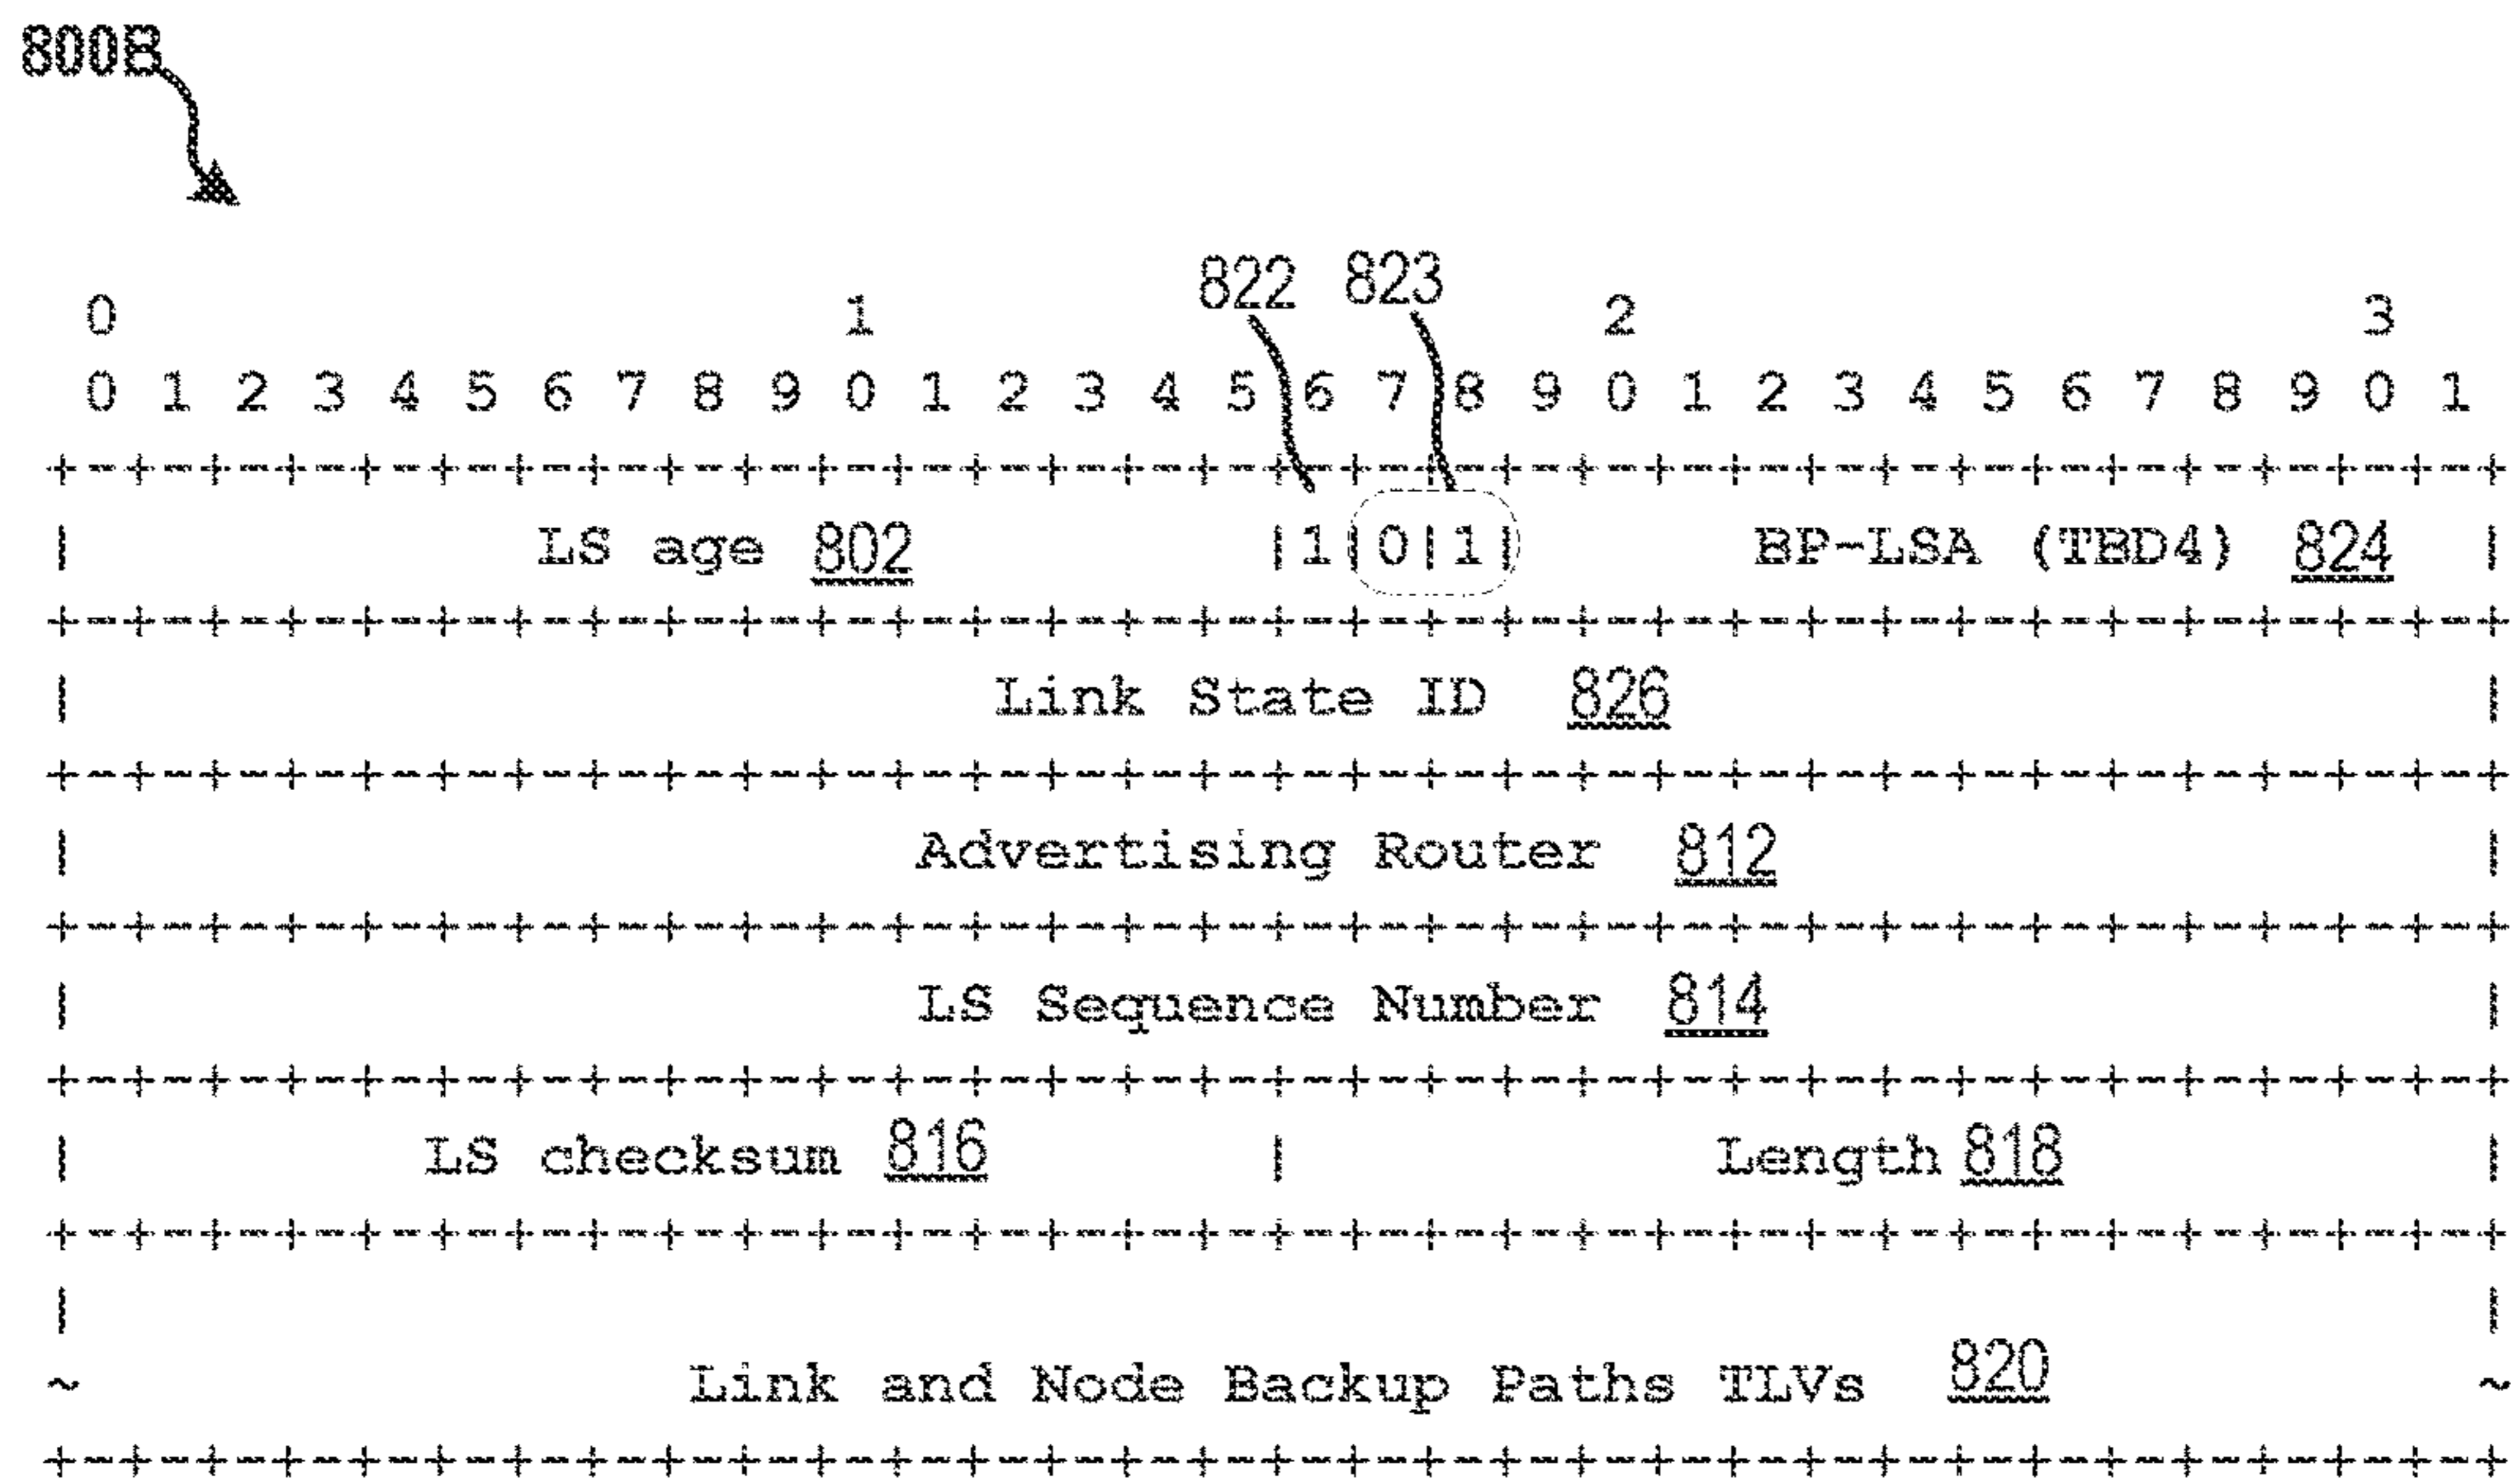 800B
822 823
0 1 2 3
0 1 2 3 4 5 6 7 8 9 0 1 2 3 4 5 6 7 8 9 0 1 2 3 4 5 6 7 8 9 0 1
+-+-+-+-+-+-+-+-+-+-+-+-+-+-+-+-+-+-+-+-+-+-+-+-+-+-+-+-+-+-+-+-+
| LS age 802 |1|0|1| BP-LSA (TBD4) 824 |
+-+-+-+-+-+-+-+-+-+-+-+-+-+-+-+-+-+-+-+-+-+-+-+-+-+-+-+-+-+-+-+-+
| Link State ID 826 |
+-+-+-+-+-+-+-+-+-+-+-+-+-+-+-+-+-+-+-+-+-+-+-+-+-+-+-+-+-+-+-+-+
| Advertising Router 812 |
+-+-+-+-+-+-+-+-+-+-+-+-+-+-+-+-+-+-+-+-+-+-+-+-+-+-+-+-+-+-+-+-+
| LS Sequence Number 814 |
+-+-+-+-+-+-+-+-+-+-+-+-+-+-+-+-+-+-+-+-+-+-+-+-+-+-+-+-+-+-+-+-+
| LS checksum 816 | Length 818 |
+-+-+-+-+-+-+-+-+-+-+-+-+-+-+-+-+-+-+-+-+-+-+-+-+-+-+-+-+-+-+-+-+
| |
~ Link and Node Backup Paths TLVs 820 ~
+-+-+-+-+-+-+-+-+-+-+-+-+-+-+-+-+-+-+-+-+-+-+-+-+-+-+-+-+-+-+-+-+